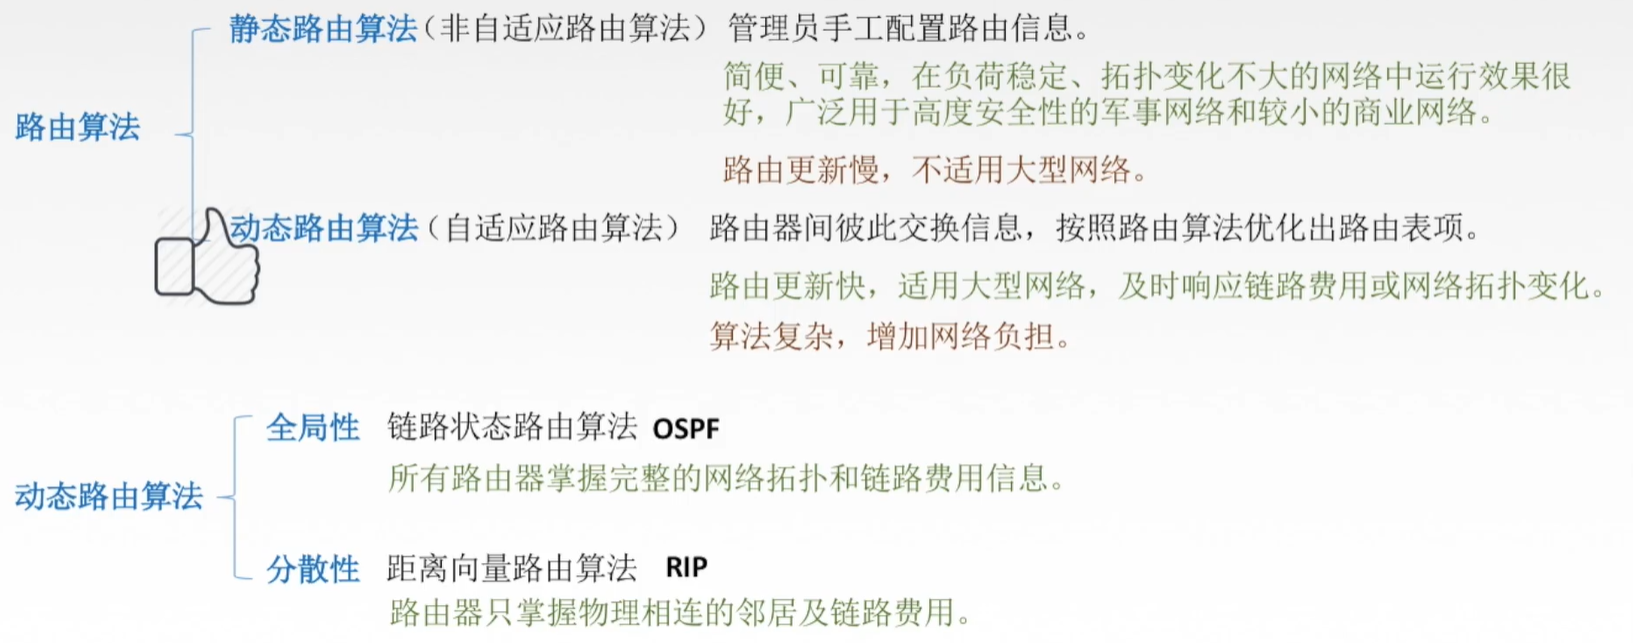 静态路由算法（非自适应路由算法） 管理员手工配置路由信息。
简便、可靠，在负荷稳定、拓扑变化不大的网络中运行效果很
好，广泛用于高度安全性的军事网络和较小的商业网络。
路由算法
路由更新慢，不适用大型网络。
动态路由算法（自适应路由算法） 路由器间彼此交换信息，按照路由算法优化出路由表项。
路由更新快，适用大型网络，及时响应链路费用或网络拓扑变化。
算法复杂，增加网络负担。
全局性 链路状态路由算法 OSPF
所有路由器掌握完整的网络拓扑和链路费用信息。
动态路由算法
分散性 距离向量路由算法 RIP
路由器只掌握物理相连的邻居及链路费用。